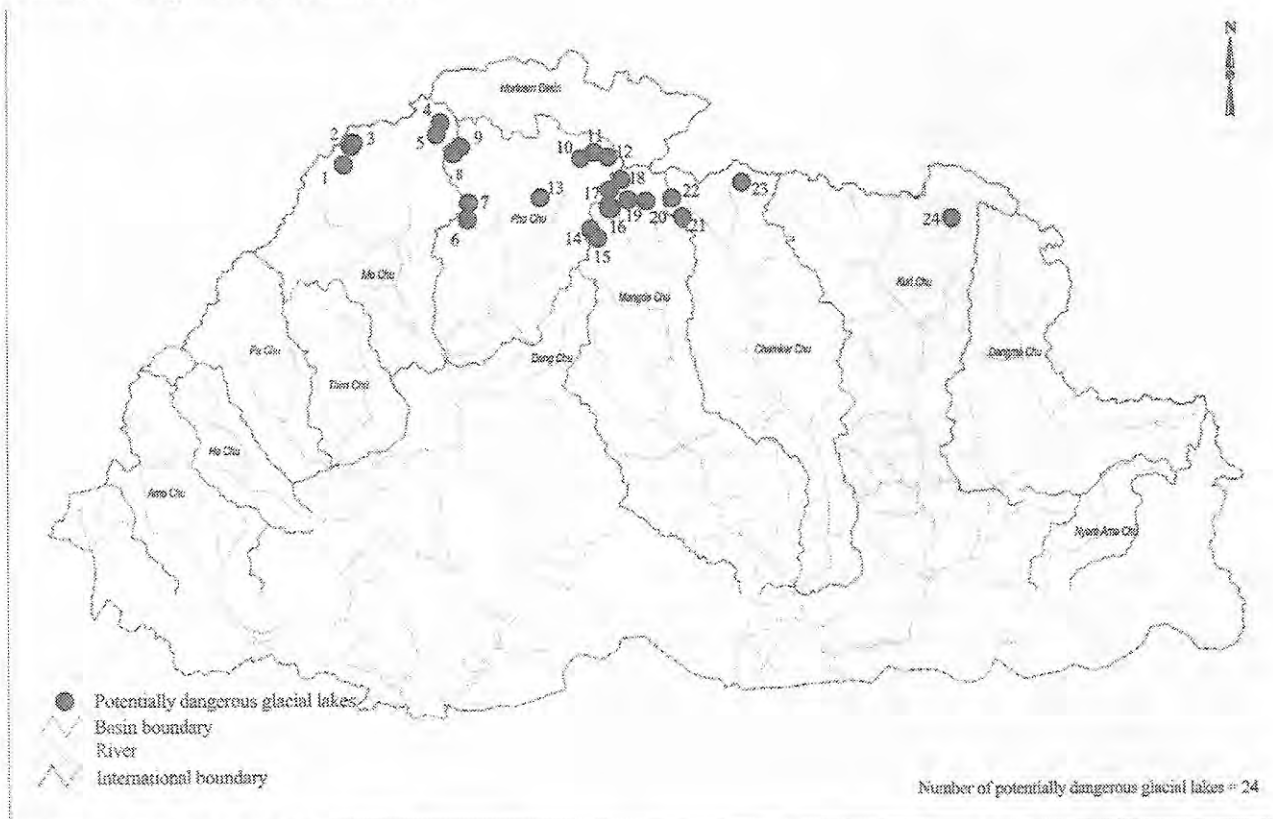 N
Northern Basin
4
11
2
3
5
9
10
12
1
8
18
23
7
13
17
22
Pho Chu
19
20
24
6
14
16
21
15
Mo Chu
Kuri Chu
Mangde Chu
Pa Chu
Dang Chu
Chamkhar Chu
Dangme Chu
Thim Chu
Ha Chu
Amo Chu
Nyere Ama Chu
Potentially dangerous glacial lakes
Basin boundary
River
International boundary
Number of potentially dangerous glacial lakes = 24